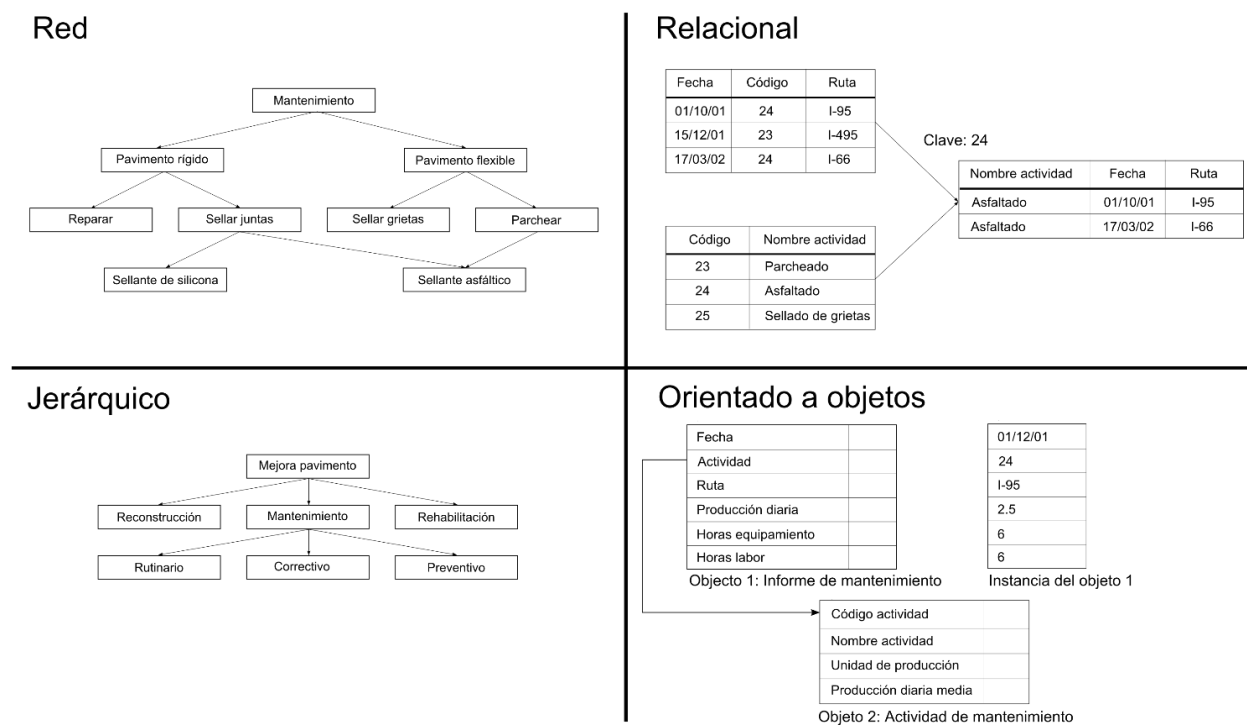 Red
Mantenimiento
Pavimento rígido
Pavimento flexible
Reparar
Sellar juntas
Sellar grietas
Parchear
Sellante de silicona
Sellante asfáltico
Relacional
Fecha Código Ruta
01/10/01 24 I-95
15/12/01 23 I-495
17/03/02 24 I-66
Clave: 24
Nombre actividad Fecha Ruta
Asfaltado 01/10/01 I-95
Asfaltado 17/03/02 I-66
Código Nombre actividad
23 Parcheado
24 Asfaltado
25 Sellado de grietas
Jerárquico
Mejora pavimento
Reconstrucción
Mantenimiento
Rehabilitación
Rutinario
Correctivo
Preventivo
Orientado a objetos
Fecha
Actividad
Ruta
Producción diaria
Horas equipamiento
Horas labor
Objecto 1: Informe de mantenimiento
01/12/01
24
I-95
2.5
6
6
Instancia del objeto 1
Código actividad
Nombre actividad
Unidad de producción
Producción diaria media
Objeto 2: Actividad de mantenimiento